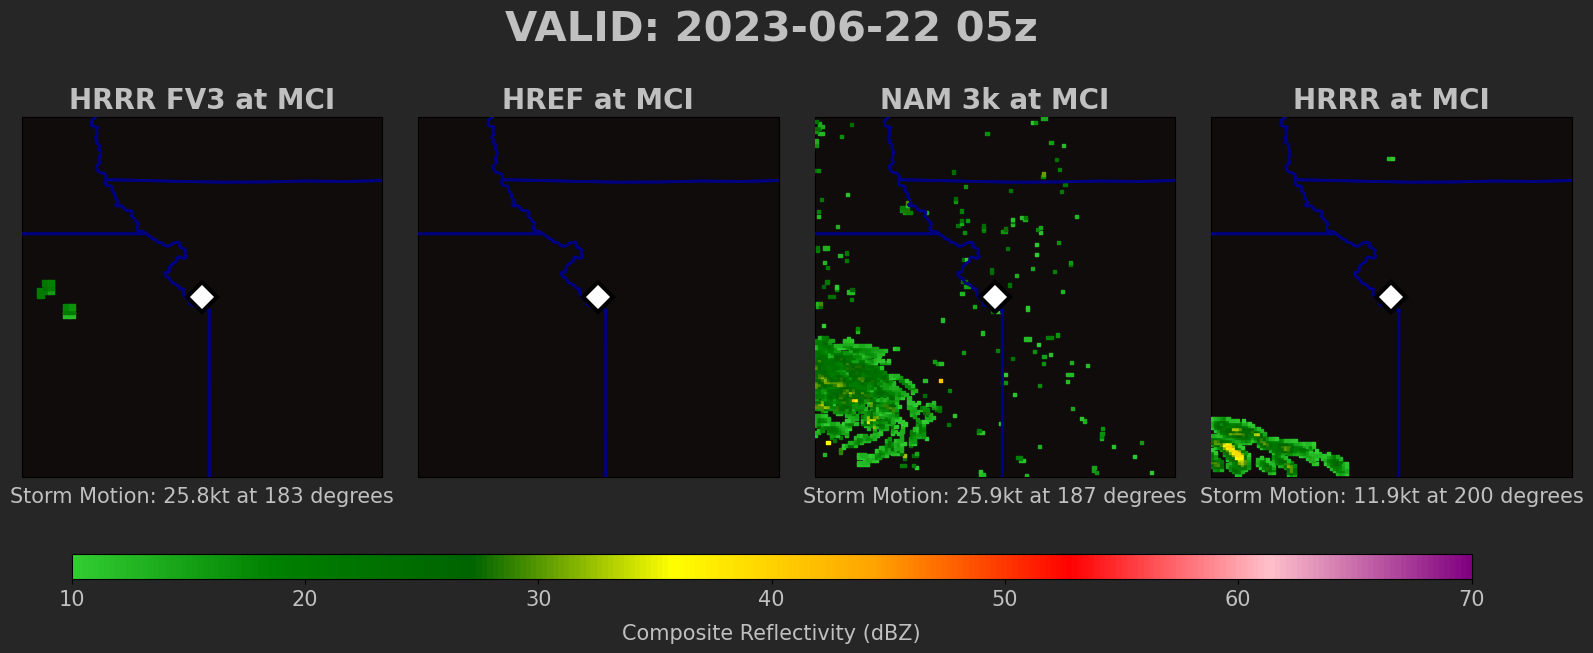 VALID: 2023-06-22 05z
HRRR FV3 at MCI
HREF at MCI
NAM 3k at MCI
HRRR at MCI
Storm Motion: 25.8kt at 183 degrees
Storm Motion: 25.9kt at 187 degrees
Storm Motion: 11.9kt at 200 degrees
10 20 30 40 50 60 70
Composite Reflectivity (dBZ)